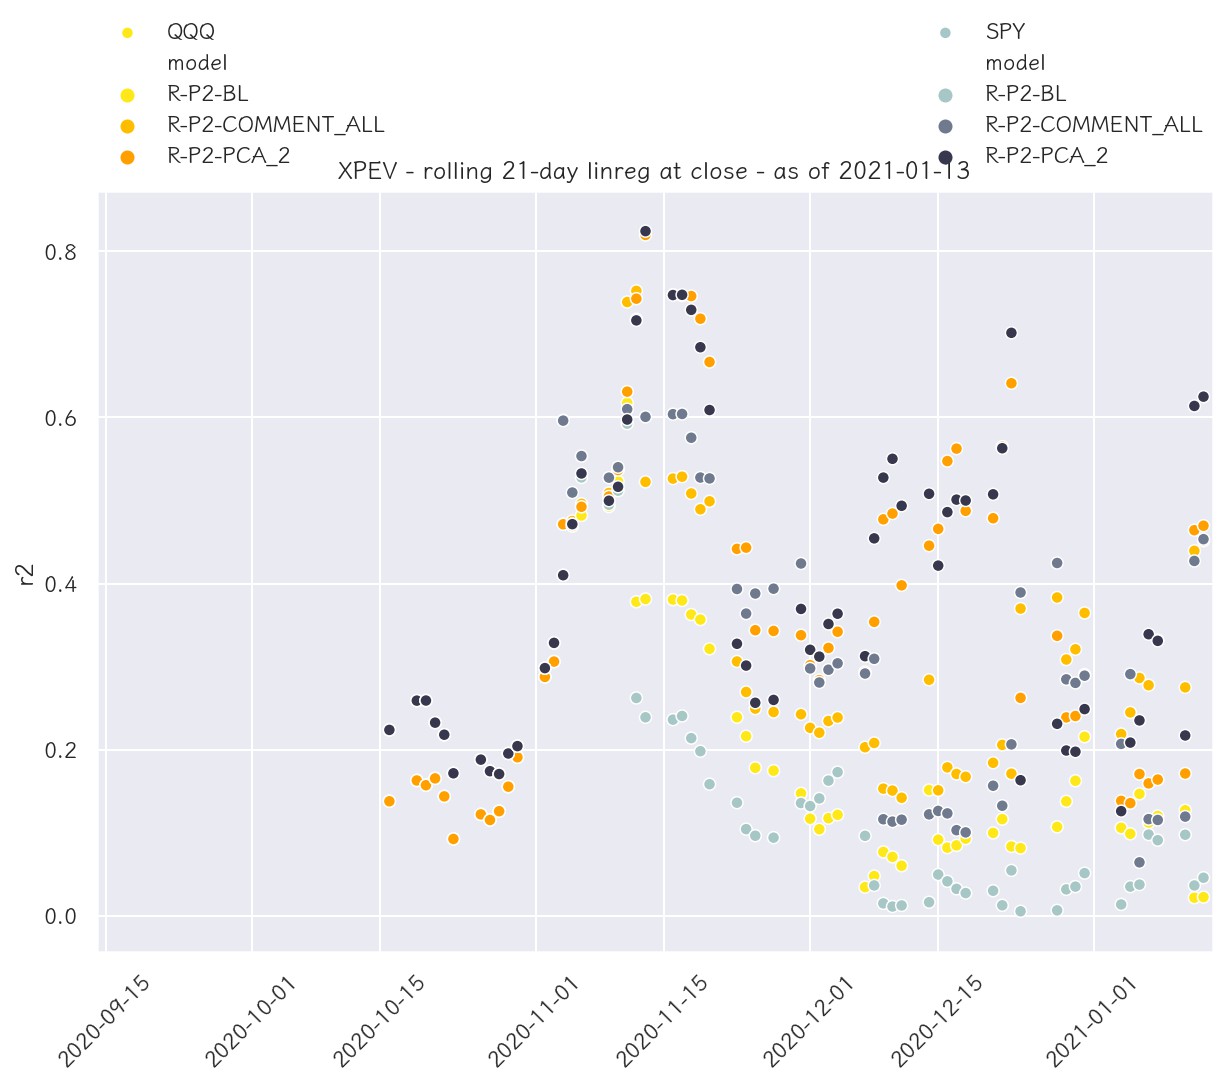 QQQ
model
R-P2-BL
R-P2-COMMENT_ALL
R-P2-PCA_2
SPY
model
R-P2-BL
R-P2-COMMENT_ALL
R-P2-PCA_2
XPEV - rolling 21-day linreg at close - as of 2021-01-13
r2
0.8
0.6
0.4
0.2
0.0
2020-09-15
2020-10-01
2020-10-15
2020-11-01
2020-11-15
2020-12-01
2020-12-15
2021-01-01